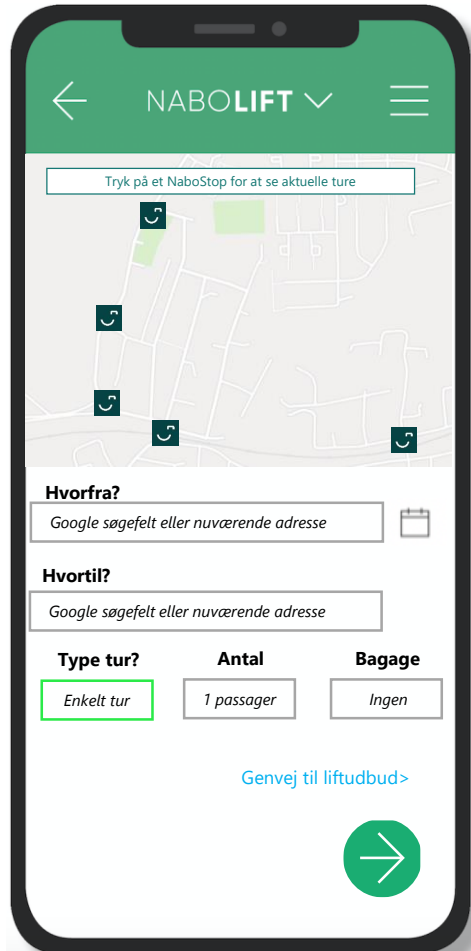 NABOLIFT
Tryk på et NaboStop for at se aktuelle ture
Hvorfra?
Google søgefelt eller nuværende adresse
Hvortil?
Google søgefelt eller nuværende adresse
Type tur? Antal Bagage
Enkelt tur 1 passager Ingen
Genvej til liftudbud>